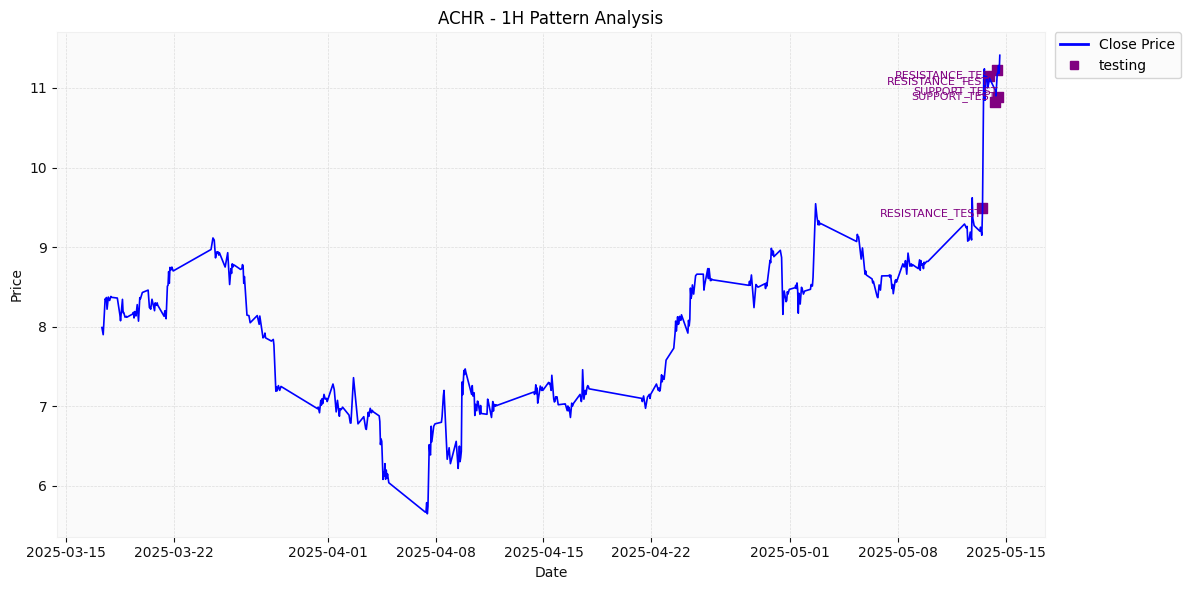 ACHR - 1H Pattern Analysis
Close Price
testing
RESISTANCE_TEST
RESISTANCE_TEST
SUPPORT_TEST
SUPPORT_TEST
RESISTANCE_TEST
Price
11
10
9
8
7
6
2025-03-15
2025-03-22
2025-04-01
2025-04-08
2025-04-15
2025-04-22
2025-05-01
2025-05-08
2025-05-15
Date